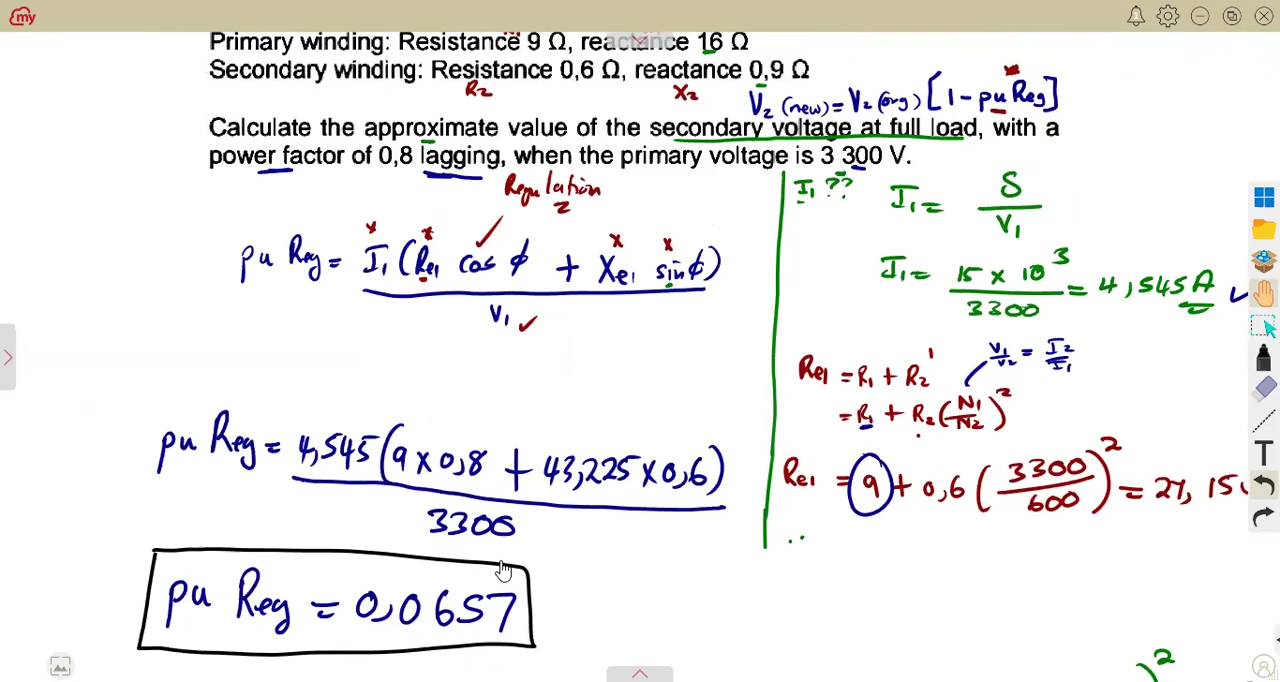 my
Primary winding: Resistance 9 Ω, reactance 16 Ω
Secondary winding: Resistance 0,6 Ω, reactance 0,9 Ω
R2 X2
V2 (new) = V2 (org) [1 - pu Reg]
Calculate the approximate value of the secondary voltage at full load, with a
power factor of 0,8 lagging, when the primary voltage is 3 300 V.
Regulation
pu Reg = I1 (Re1 cos ϕ + Xe1 sin ϕ)
V1
pu Reg = 4,545 (9 x 0,8 + 43,225 x 0,6)
3300
pu Reg = 0,0657
I1 ??
I1 = S
V1
I1 = 15 x 10³ = 4,545 A
3300
Re1 = R1 + R2'
V1/V2 = I2/I1
= R1 + R2 (N1/N2)²
Re1 = 9 + 0,6 (3300/600)² = 27,15
)²
T